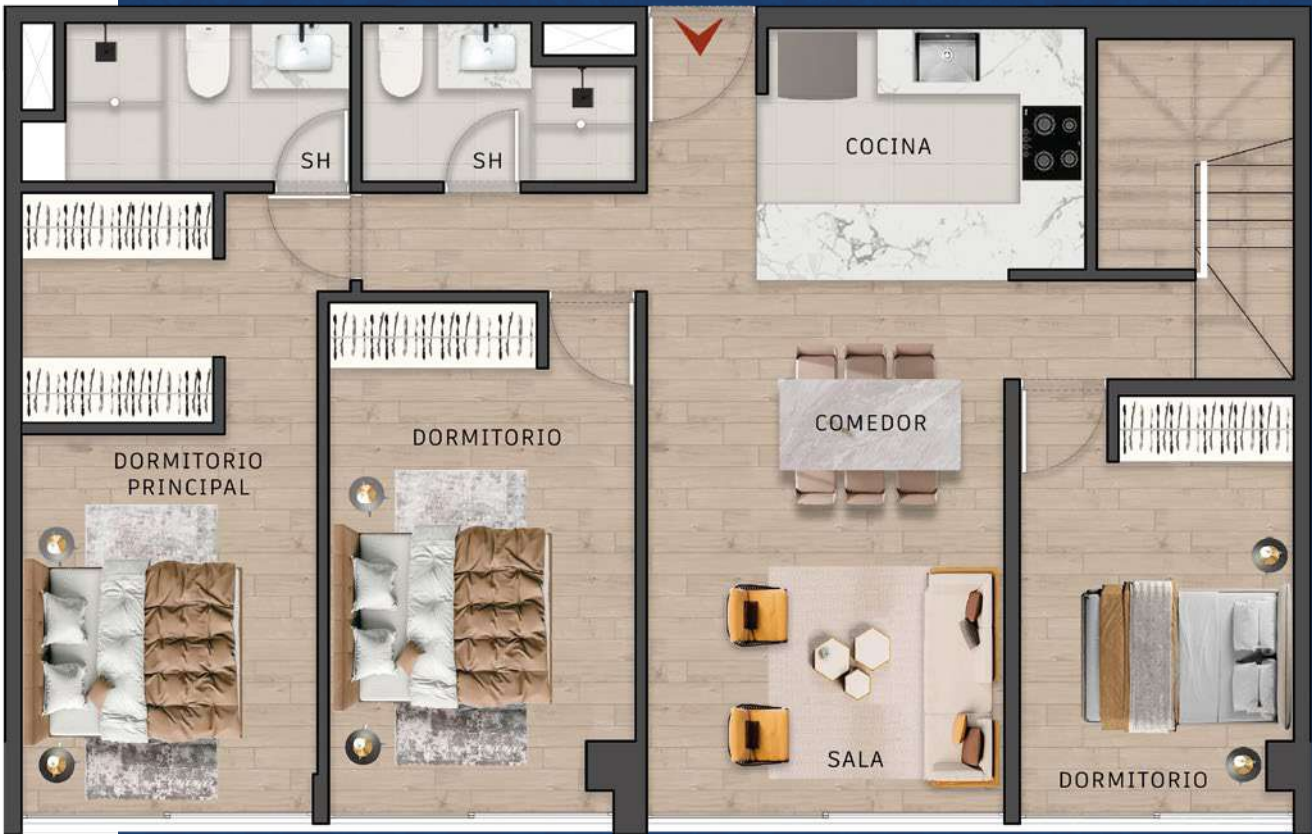 SH
SH
COCINA
COMEDOR
DORMITORIO
DORMITORIO
PRINCIPAL
SALA
DORMITORIO